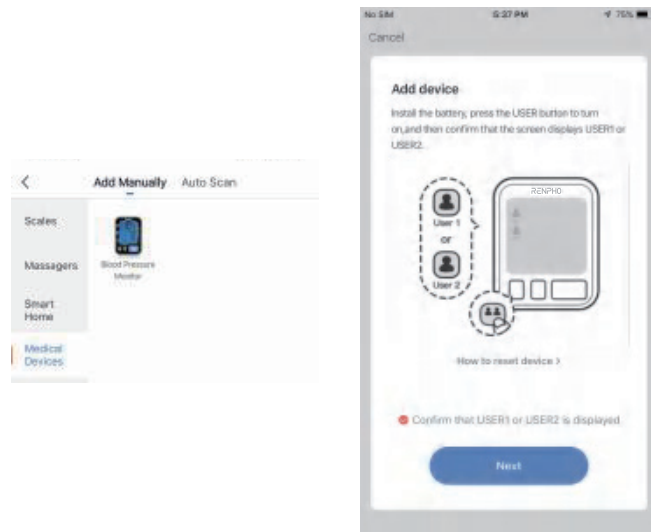 Add Manually Auto Scan
Scales
Massagers
Blood Pressure
Monitor
Smart
Home
Medical
Devices
No SIM 5:37 PM 75%
Cancel
Add device
Install the battery, press the USER button to turn
on,and then confirm that the screen displays USER1 or
USER2.
RENPHO
User 1
or
User 2
How to reset device >
Confirm that USER1 or USER2 is displayed
Next